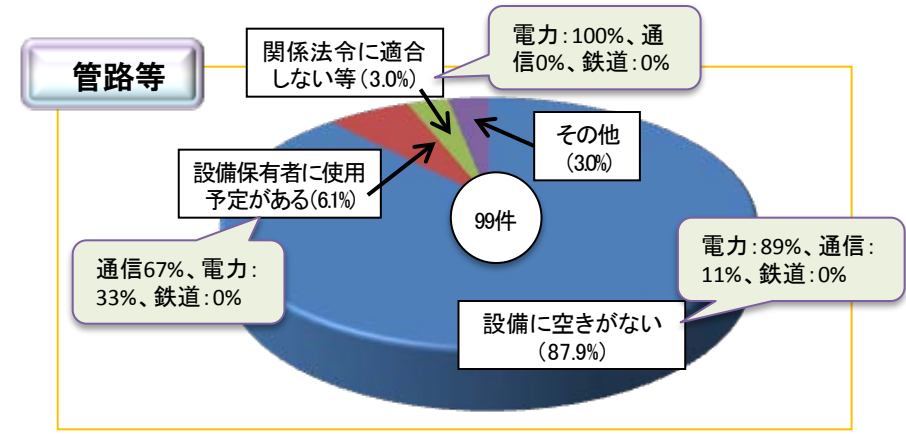 管路等
関係法令に適合
しない等(3.0%)
電力:100%、通
信0%、鉄道:0%
その他
(3.0%)
設備保有者に使用
予定がある(6.1%)
99件
通信67%、電力:
33%、鉄道:0%
電力:89%、通信:
11%、鉄道:0%
設備に空きがない
(87.9%)